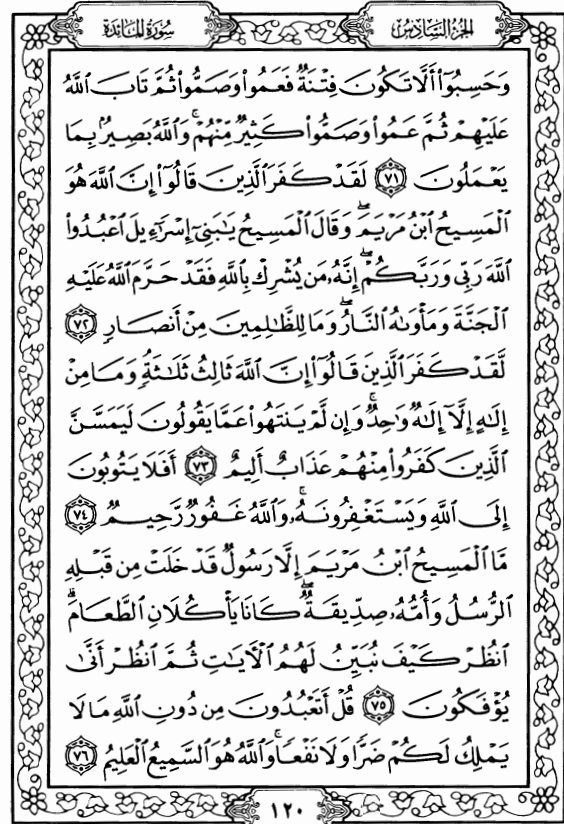 الجزء السادس
سورة المائدة
وَحَسِبُوٓا۟ أَلَّا تَكُونَ فِتْنَةٌ فَعَمُوا۟ وَصَمُّوا۟ ثُمَّ تَابَ ٱللَّهُ
عَلَيْهِمْ ثُمَّ عَمُوا۟ وَصَمُّوا۟ كَثِيرٌ مِّنْهُمْ ۚ وَٱللَّهُ بَصِيرٌۢ بِمَا
يَعْمَلُونَ ٧١ لَقَدْ كَفَرَ ٱلَّذِينَ قَالُوٓا۟ إِنَّ ٱللَّهَ هُوَ
ٱلْمَسِيحُ ٱبْنُ مَرْيَمَ ۖ وَقَالَ ٱلْمَسِيحُ يَٰبَنِىٓ إِسْرَٰٓءِيلَ ٱعْبُدُوا۟
ٱللَّهَ رَبِّى وَرَبَّكُمْ ۖ إِنَّهُۥ مَن يُشْرِكْ بِٱللَّهِ فَقَدْ حَرَّمَ ٱللَّهُ عَلَيْهِ
ٱلْجَنَّةَ وَمَأْوَىٰهُ ٱلنَّارُ ۖ وَمَا لِلظَّٰلِمِينَ مِنْ أَنصَارٍ ٧٢
لَّقَدْ كَفَرَ ٱلَّذِينَ قَالُوٓا۟ إِنَّ ٱللَّهَ ثَالِثُ ثَلَٰثَةٍ ۘ وَمَا مِنْ
إِلَٰهٍ إِلَّآ إِلَٰهٌ وَٰحِدٌ ۚ وَإِن لَّمْ يَنتَهُوا۟ عَمَّا يَقُولُونَ لَيَمَسَّنَّ
ٱلَّذِينَ كَفَرُوا۟ مِنْهُمْ عَذَابٌ أَلِيمٌ ٧٣ أَفَلَا يَتُوبُونَ
إِلَى ٱللَّهِ وَيَسْتَغْفِرُونَهُۥ ۚ وَٱللَّهُ غَفُورٌ رَّحِيمٌ ٧٤
مَّا ٱلْمَسِيحُ ٱبْنُ مَرْيَمَ إِلَّا رَسُولٌ قَدْ خَلَتْ مِن قَبْلِهِ
ٱلرُّسُلُ وَأُمُّهُۥ صِدِّيقَةٌ ۖ كَانَا يَأْكُلَانِ ٱلطَّعَامَ ۗ
ٱنظُرْ كَيْفَ نُبَيِّنُ لَهُمُ ٱلْءَايَٰتِ ثُمَّ ٱنظُرْ أَنَّىٰ
يُؤْفَكُونَ ٧٥ قُلْ أَتَعْبُدُونَ مِن دُونِ ٱللَّهِ مَا لَا
يَمْلِكُ لَكُمْ ضَرًّا وَلَا نَفْعًا ۚ وَٱللَّهُ هُوَ ٱلسَّمِيعُ ٱلْعَلِيمُ ٧٦
١٢٠